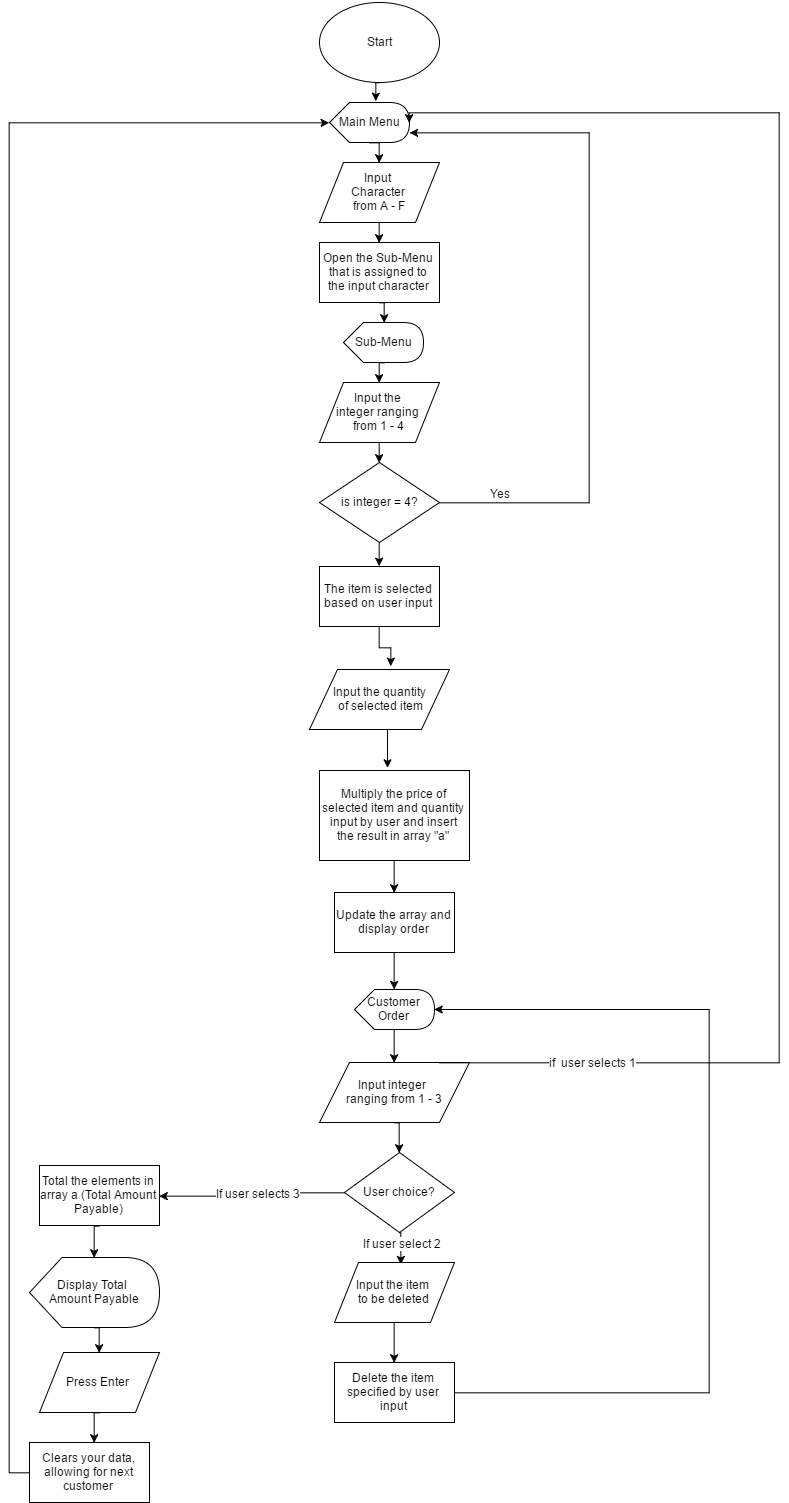 Start
Main Menu
Input
Character
from A - F
Open the Sub-Menu
that is assigned to
the input character
Sub-Menu
Input the
integer ranging
from 1 - 4
is integer = 4?
Yes
The item is selected
based on user input
Input the quantity
of selected item
Multiply the price of
selected item and quantity
input by user and insert
the result in array "a"
Update the array and
display order
Customer
Order
if user selects 1
Input integer
ranging from 1 - 3
User choice?
If user selects 3
Total the elements in
array a (Total Amount
Payable)
If user select 2
Display Total
Amount Payable
Input the item
to be deleted
Press Enter
Delete the item
specified by user
input
Clears your data,
allowing for next
customer